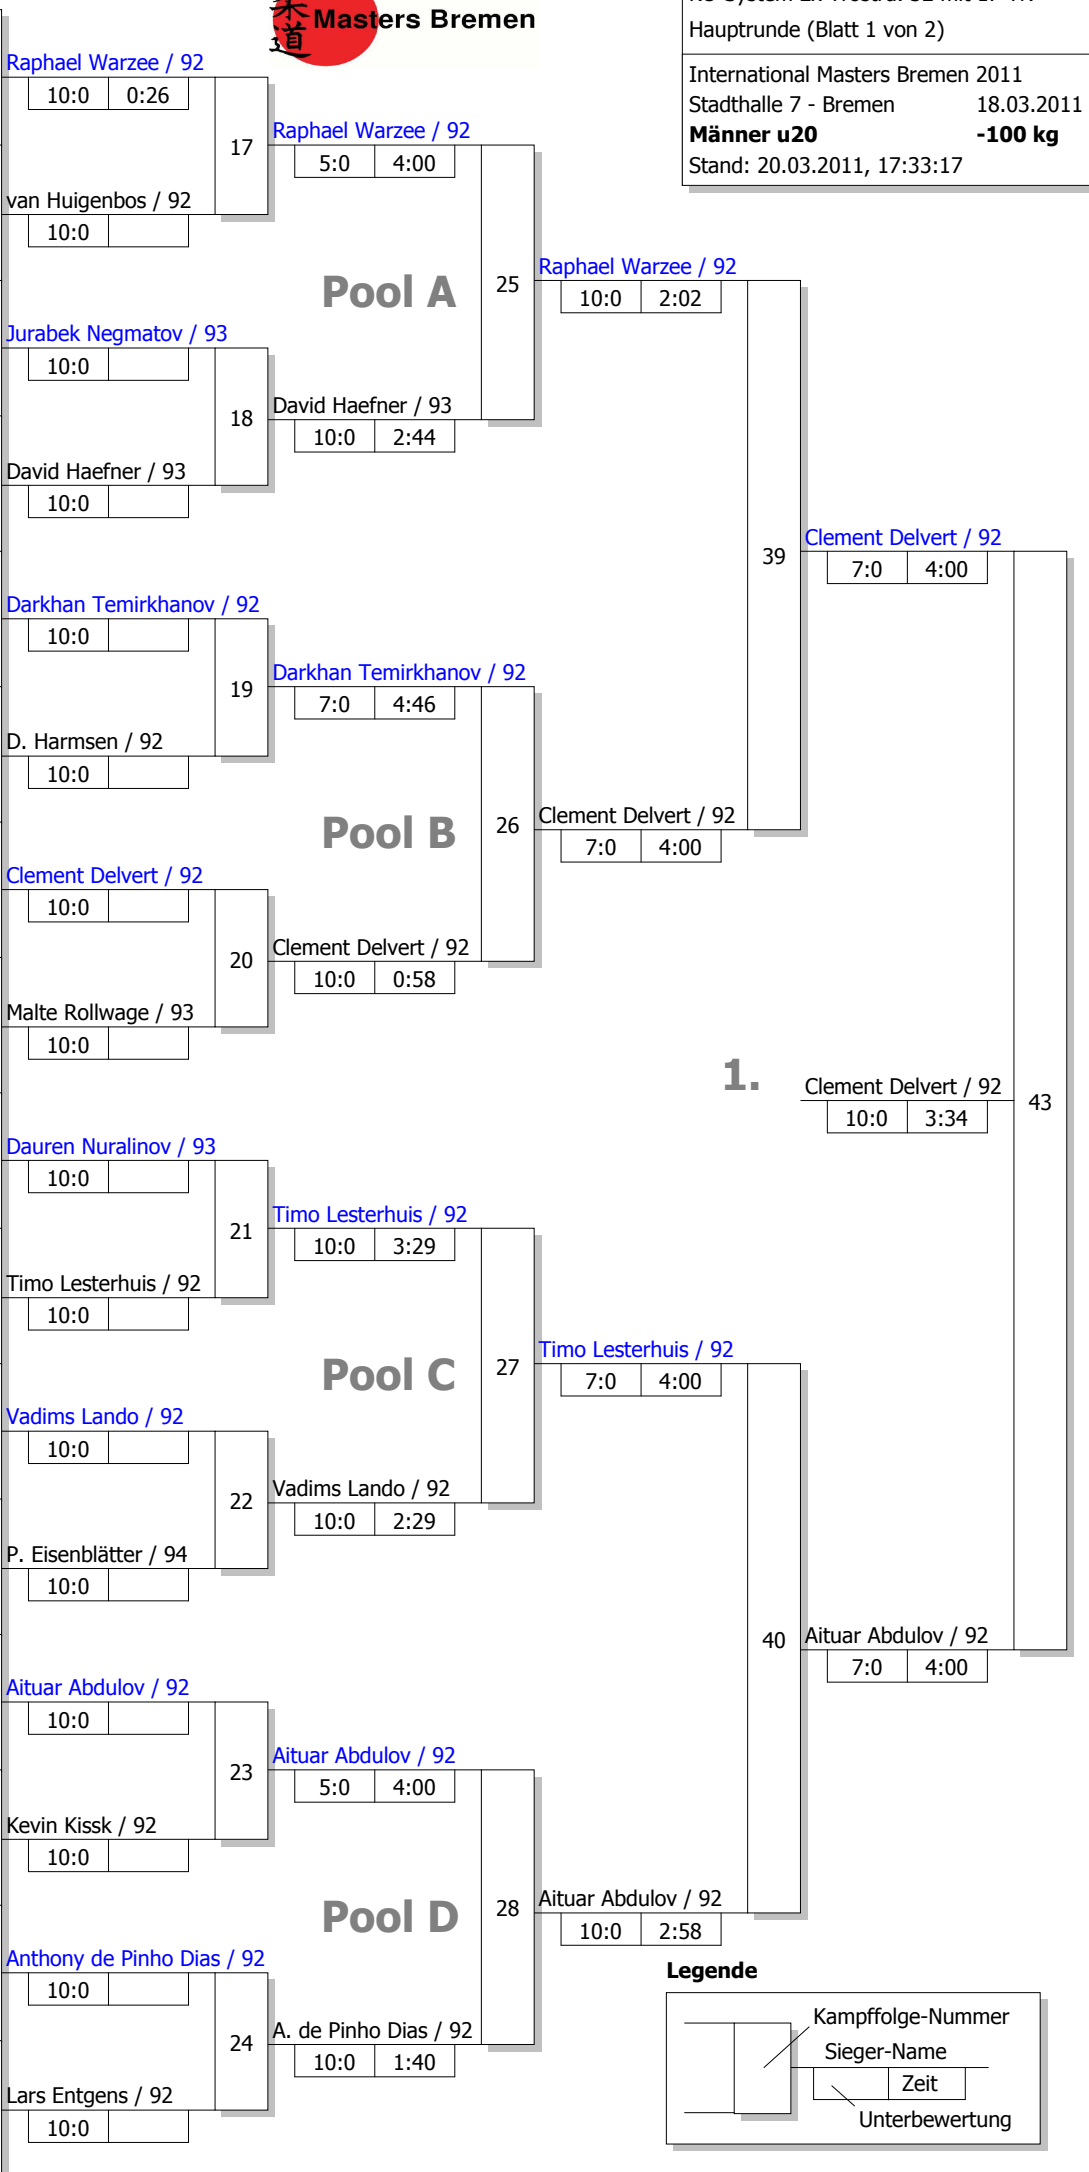 柔道
Masters Bremen
Hauptrunde (Blatt 1 von 2)
International Masters Bremen 2011
Stadthalle 7 - Bremen 18.03.2011
Männer u20 -100 kg
Stand: 20.03.2011, 17:33:17
Raphael Warzee / 92
10:0 0:26
17
Raphael Warzee / 92
5:0 4:00
van Huigenbos / 92
10:0
Pool A
25
Raphael Warzee / 92
10:0 2:02
Jurabek Negmatov / 93
10:0
18
David Haefner / 93
10:0 2:44
David Haefner / 93
10:0
39
Clement Delvert / 92
7:0 4:00
Darkhan Temirkhanov / 92
10:0
19
Darkhan Temirkhanov / 92
7:0 4:46
D. Harmsen / 92
10:0
Pool B
26
Clement Delvert / 92
7:0 4:00
Clement Delvert / 92
10:0
20
Clement Delvert / 92
10:0 0:58
Malte Rollwage / 93
10:0
1.
Clement Delvert / 92
10:0 3:34
43
Dauren Nuralinov / 93
10:0
21
Timo Lesterhuis / 92
10:0 3:29
Timo Lesterhuis / 92
10:0
Pool C
27
Timo Lesterhuis / 92
7:0 4:00
Vadims Lando / 92
10:0
22
Vadims Lando / 92
10:0 2:29
P. Eisenblätter / 94
10:0
40
Aituar Abdulov / 92
7:0 4:00
Aituar Abdulov / 92
10:0
23
Aituar Abdulov / 92
5:0 4:00
Kevin Kissk / 92
10:0
Pool D
28
Aituar Abdulov / 92
10:0 2:58
Anthony de Pinho Dias / 92
10:0
24
A. de Pinho Dias / 92
10:0 1:40
Lars Entgens / 92
10:0
Legende
Kampffolge-Nummer
Sieger-Name
Zeit
Unterbewertung